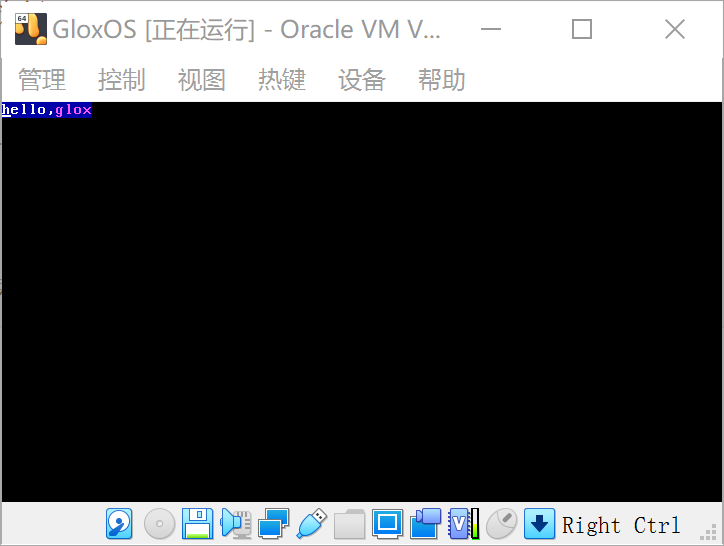 64
GloxOS [正在运行] - Oracle VM V...
管理 控制 视图 热键 设备 帮助
hello,glox
V
Right Ctrl